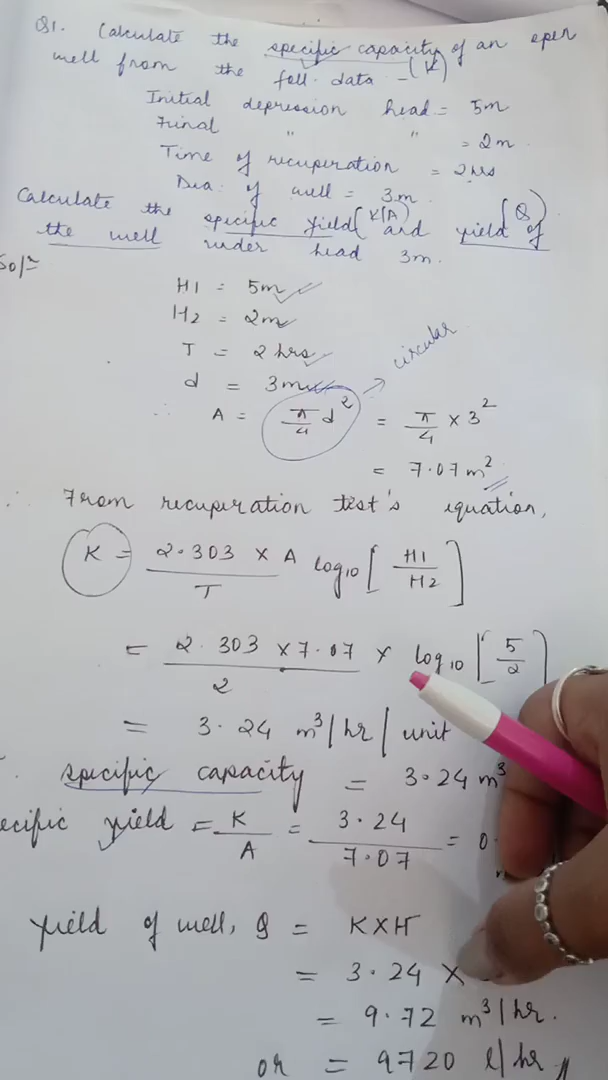 Q1. Calculate the specific capacity of an open
well from the foll. data - (K)
Initial depression head = 5m
Final " " = 2m
Time of recuperation = 2 hrs
Dia. of well = 3m.
Calculate the specific yield (K/A) and yield (Q) of
the well under head 3m.
Sol=
H1 = 5m
H2 = 2m
T = 2 hrs
d = 3m
circular
∴ A = π/4 d² = π/4 × 3²
= 7.07 m²
∴ From recuperation test's equation,
K = 2.303 × A / T log10 [H1/H2]
= 2.303 × 7.07 / 2 × log10 [5/2]
= 3.24 m³/hr/unit
specific capacity = 3.24 m³
ecific yield = K/A = 3.24/7.07 = 0.
yield of well, Q = K×H
= 3.24 ×
= 9.72 m³/hr.
or = 9720 l/hr